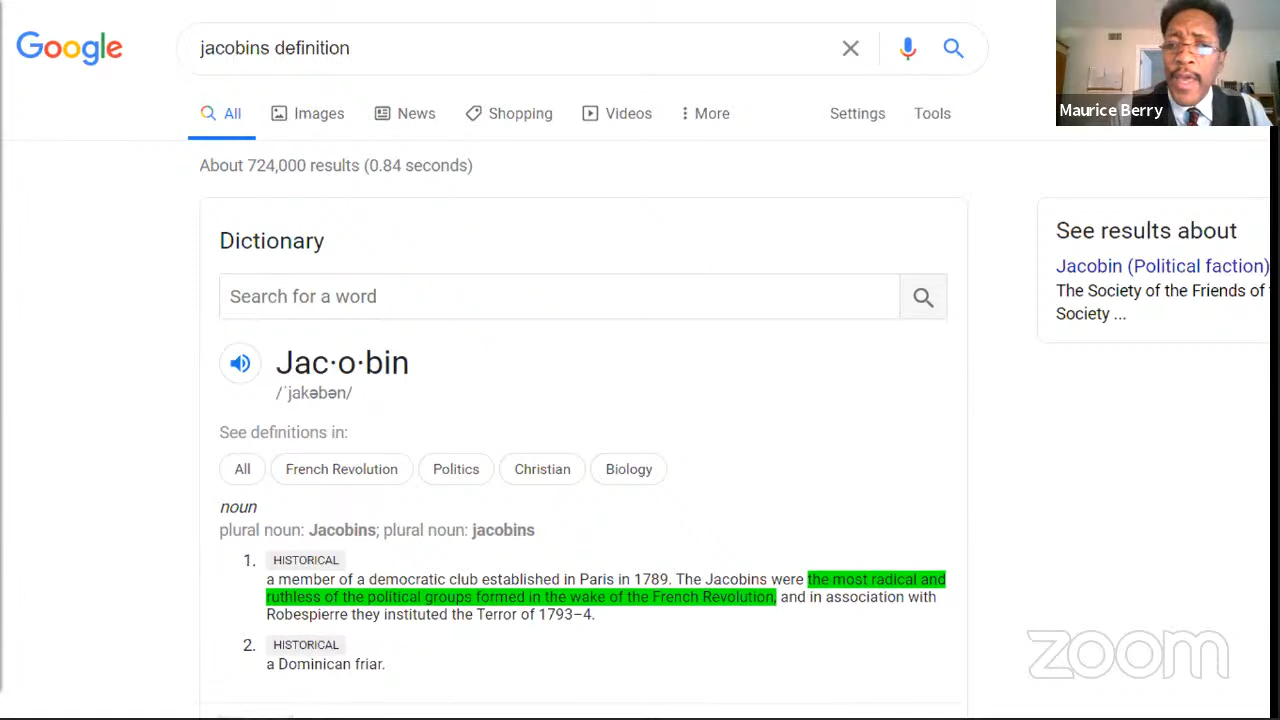 Google
jacobins definition
All Images News Shopping Videos More Settings Tools
About 724,000 results (0.84 seconds)
Maurice Berry
Dictionary
Search for a word
Jac·o·bin
/ˈjakəbən/
See definitions in:
All French Revolution Politics Christian Biology
noun
plural noun: Jacobins; plural noun: jacobins
1. HISTORICAL
a member of a democratic club established in Paris in 1789. The Jacobins were the most radical and
ruthless of the political groups formed in the wake of the French Revolution, and in association with
Robespierre they instituted the Terror of 1793–4.
2. HISTORICAL
a Dominican friar.
See results about
Jacobin (Political faction)
The Society of the Friends of
Society ...
zoom